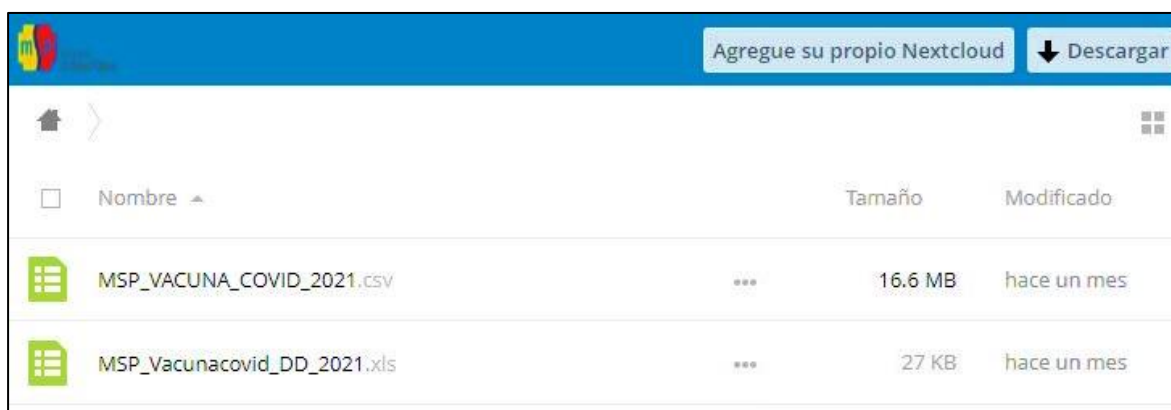 Agregue su propio Nextcloud Descargar
Nombre Tamaño Modificado
MSP_VACUNA_COVID_2021.csv 16.6 MB hace un mes
MSP_Vacunacovid_DD_2021.xls 27 KB hace un mes